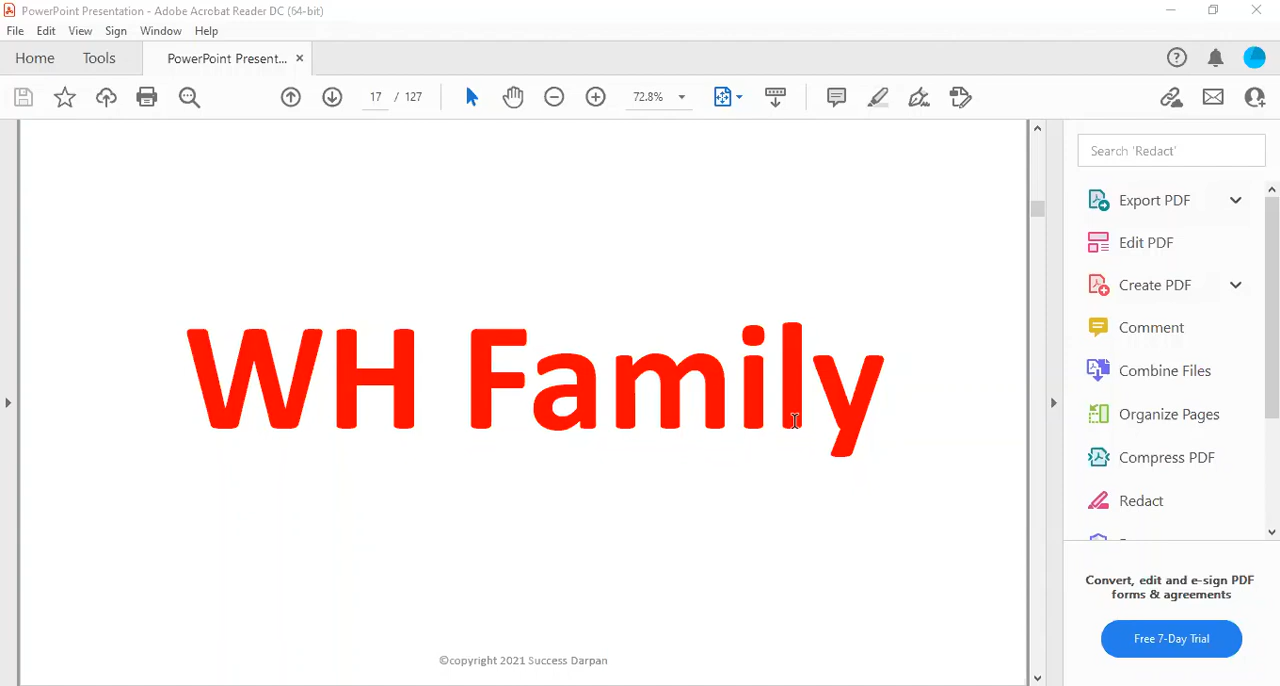 PowerPoint Presentation - Adobe Acrobat Reader DC (64-bit)
File Edit View Sign Window Help
Home Tools PowerPoint Present... ×
17 / 127 72.8%
WH Family
©copyright 2021 Success Darpan
Search 'Redact'
Export PDF
Edit PDF
Create PDF
Comment
Combine Files
Organize Pages
Compress PDF
Redact
Convert, edit and e-sign PDF
forms & agreements
Free 7-Day Trial